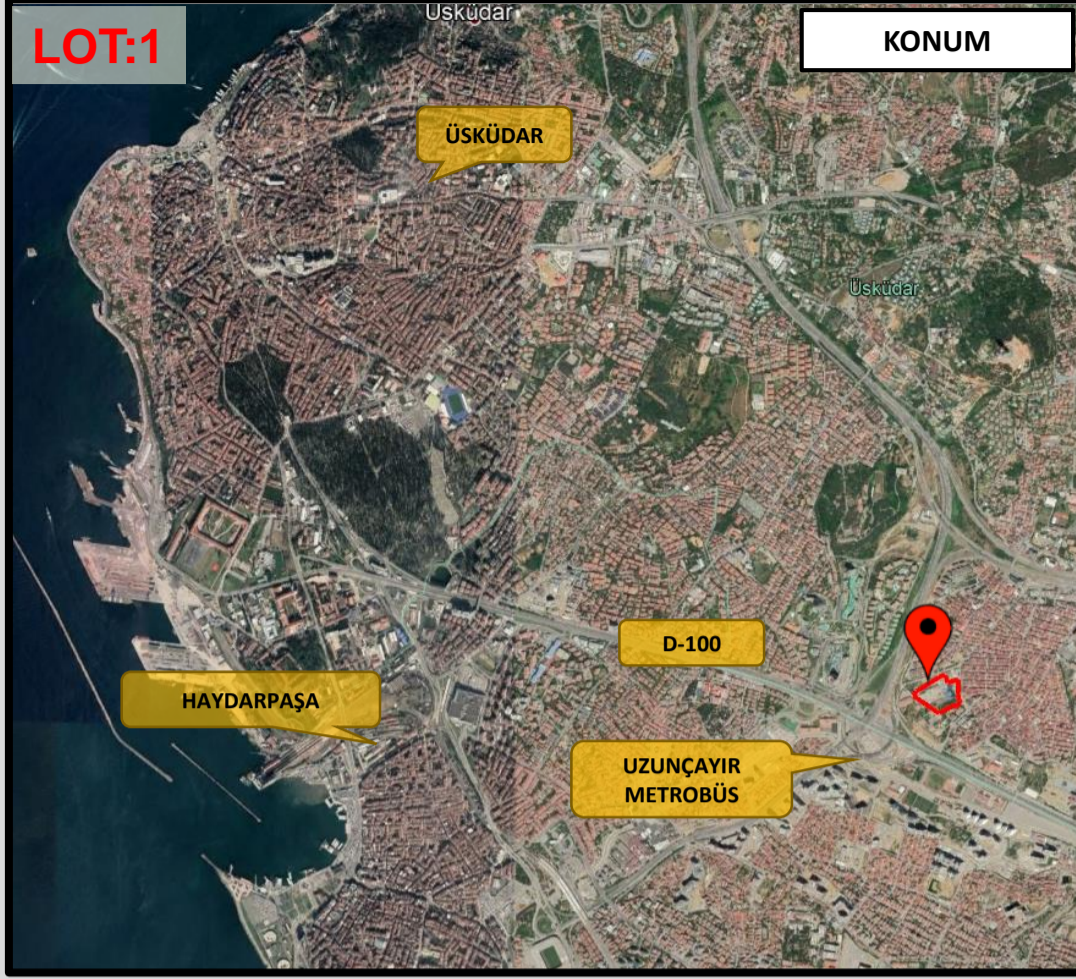 Üsküdar
LOT:1
KONUM
ÜSKÜDAR
Üsküdar
D-100
HAYDARPAŞA
UZUNÇAYIR
METROBÜS